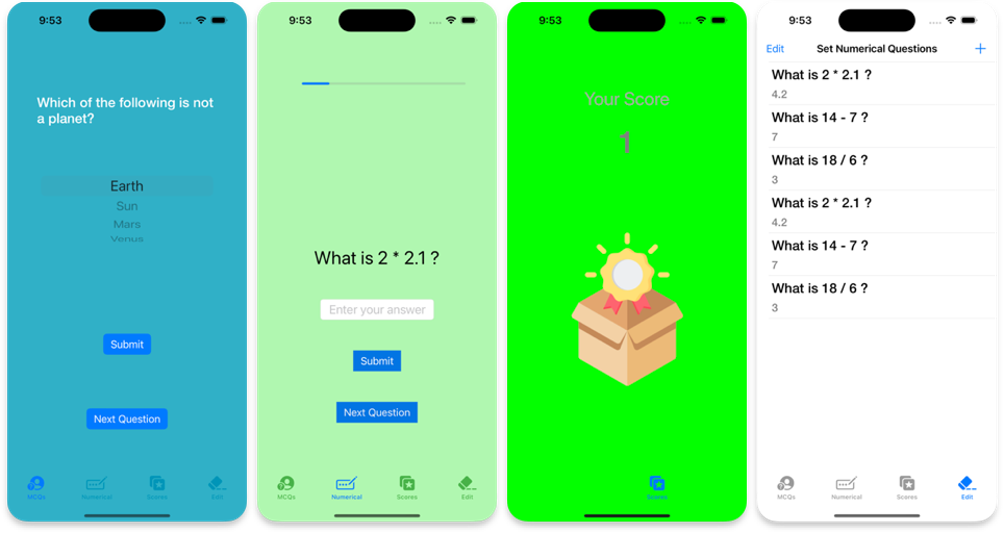 9:53
Which of the following is not
a planet?
Earth
Sun
Mars
Venus
Submit
Next Question
MCQs
Numerical
Scores
Edit
9:53
What is 2 * 2.1 ?
Enter your answer
Submit
Next Question
MCQs
Numerical
Scores
Edit
9:53
Your Score
1
Scores
9:53
Edit
Set Numerical Questions
+
What is 2 * 2.1 ?
4.2
What is 14 - 7 ?
7
What is 18 / 6 ?
3
What is 2 * 2.1 ?
4.2
What is 14 - 7 ?
7
What is 18 / 6 ?
3
MCQs
Numerical
Scores
Edit